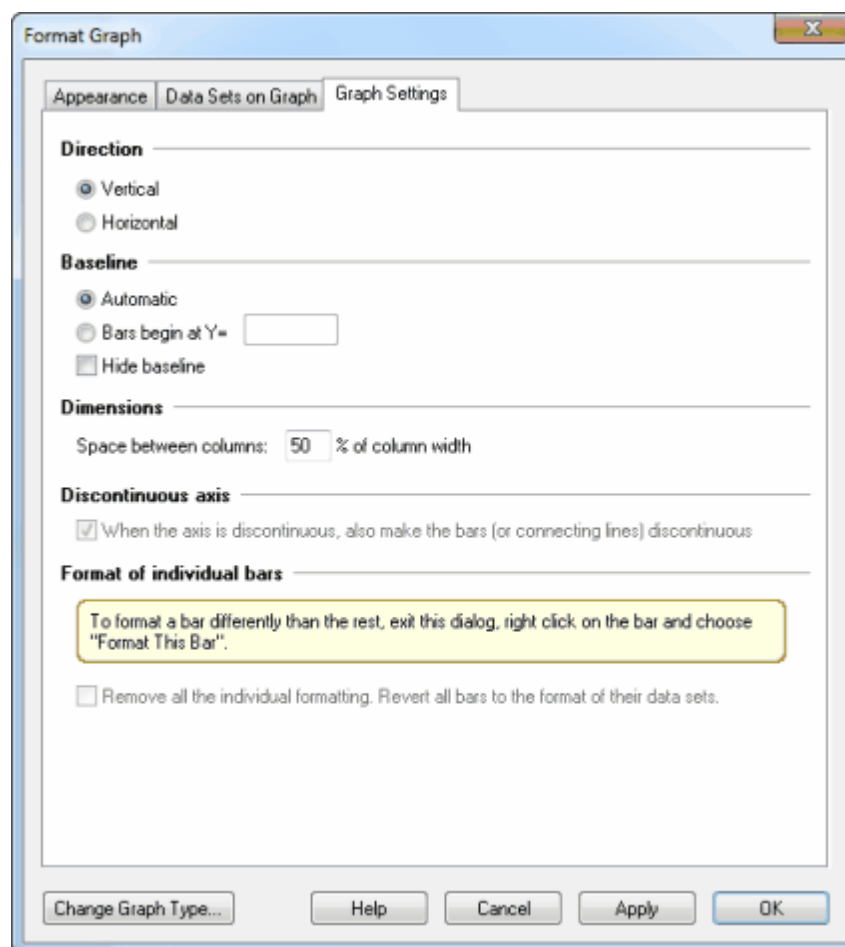 Format Graph
Appearance
Data Sets on Graph
Graph Settings
Direction
Vertical
Horizontal
Baseline
Automatic
Bars begin at Y=
Hide baseline
Dimensions
Space between columns: 50 % of column width
Discontinuous axis
When the axis is discontinuous, also make the bars (or connecting lines) discontinuous
Format of individual bars
To format a bar differently than the rest, exit this dialog, right click on the bar and choose
"Format This Bar".
Remove all the individual formatting. Revert all bars to the format of their data sets.
Change Graph Type...
Help
Cancel
Apply
OK